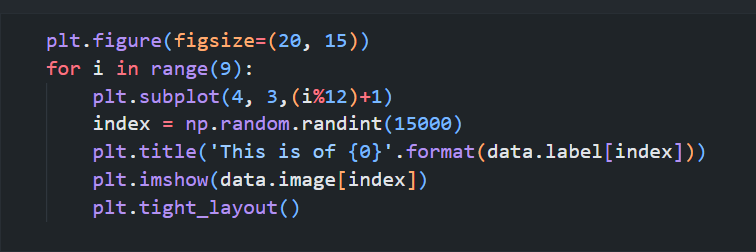 plt.figure(figsize=(20, 15))
for i in range(9):
    plt.subplot(4, 3,(i%12)+1)
    index = np.random.randint(15000)
    plt.title('This is of {0}'.format(data.label[index]))
    plt.imshow(data.image[index])
    plt.tight_layout()